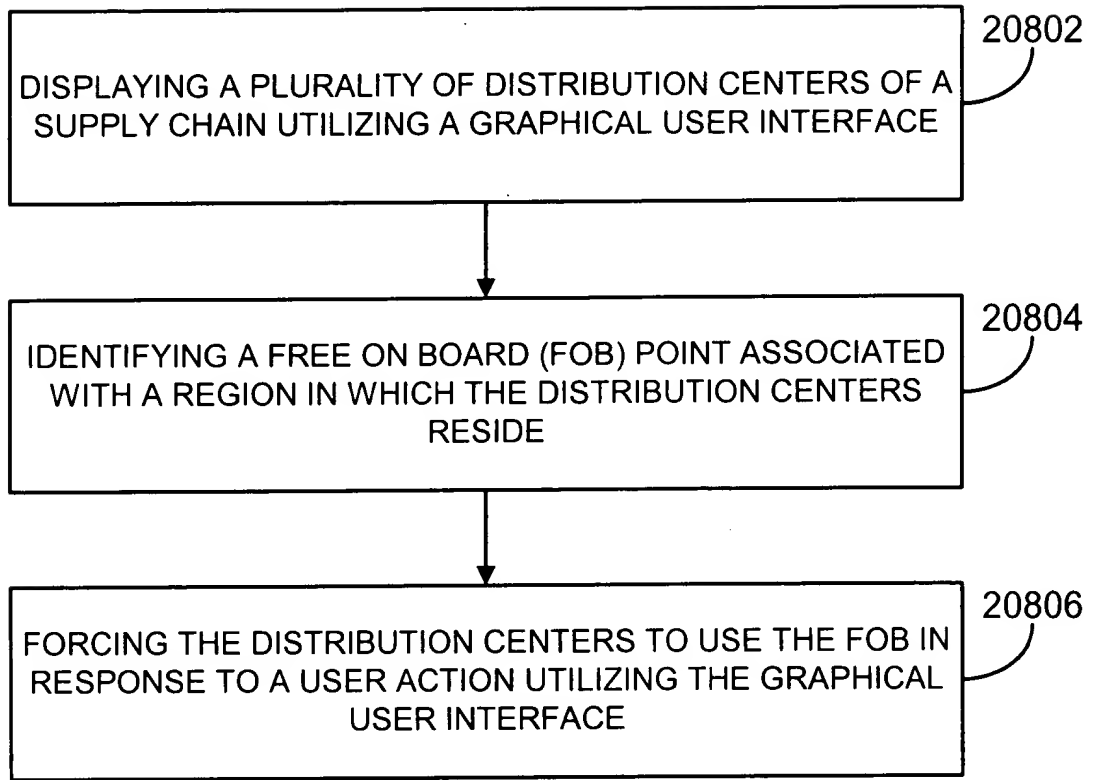 20802
DISPLAYING A PLURALITY OF DISTRIBUTION CENTERS OF A
SUPPLY CHAIN UTILIZING A GRAPHICAL USER INTERFACE
20804
IDENTIFYING A FREE ON BOARD (FOB) POINT ASSOCIATED
WITH A REGION IN WHICH THE DISTRIBUTION CENTERS
RESIDE
20806
FORCING THE DISTRIBUTION CENTERS TO USE THE FOB IN
RESPONSE TO A USER ACTION UTILIZING THE GRAPHICAL
USER INTERFACE